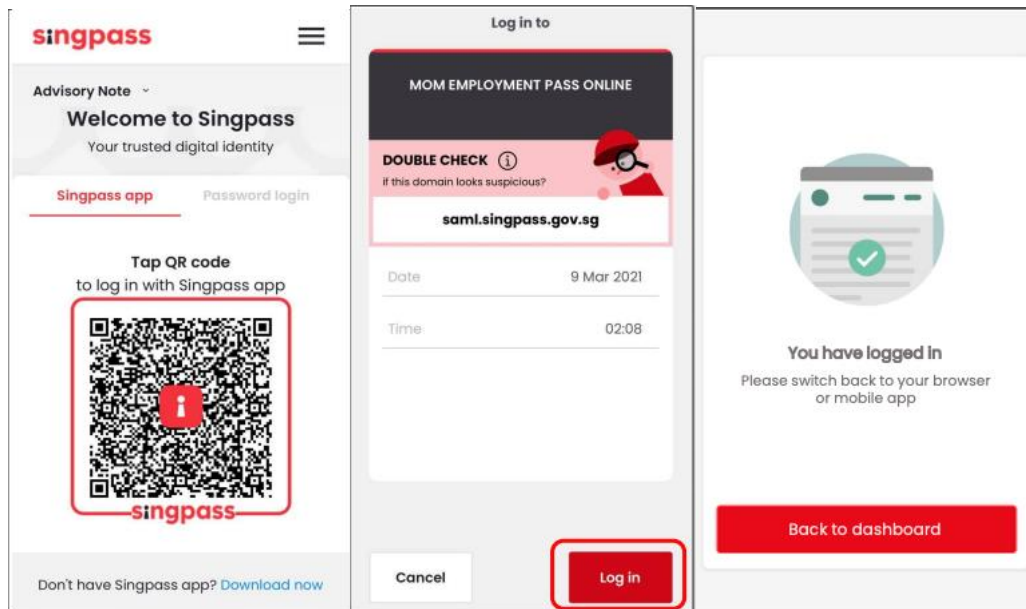 singpass
Advisory Note
Welcome to Singpass
Your trusted digital identity
Singpass app
Password login
Tap QR code
to log in with Singpass app
singpass
Don't have Singpass app? Download now
Log in to
MOM EMPLOYMENT PASS ONLINE
DOUBLE CHECK
if this domain looks suspicious?
saml.singpass.gov.sg
Date 9 Mar 2021
Time 02:08
Cancel
Log in
You have logged in
Please switch back to your browser
or mobile app
Back to dashboard